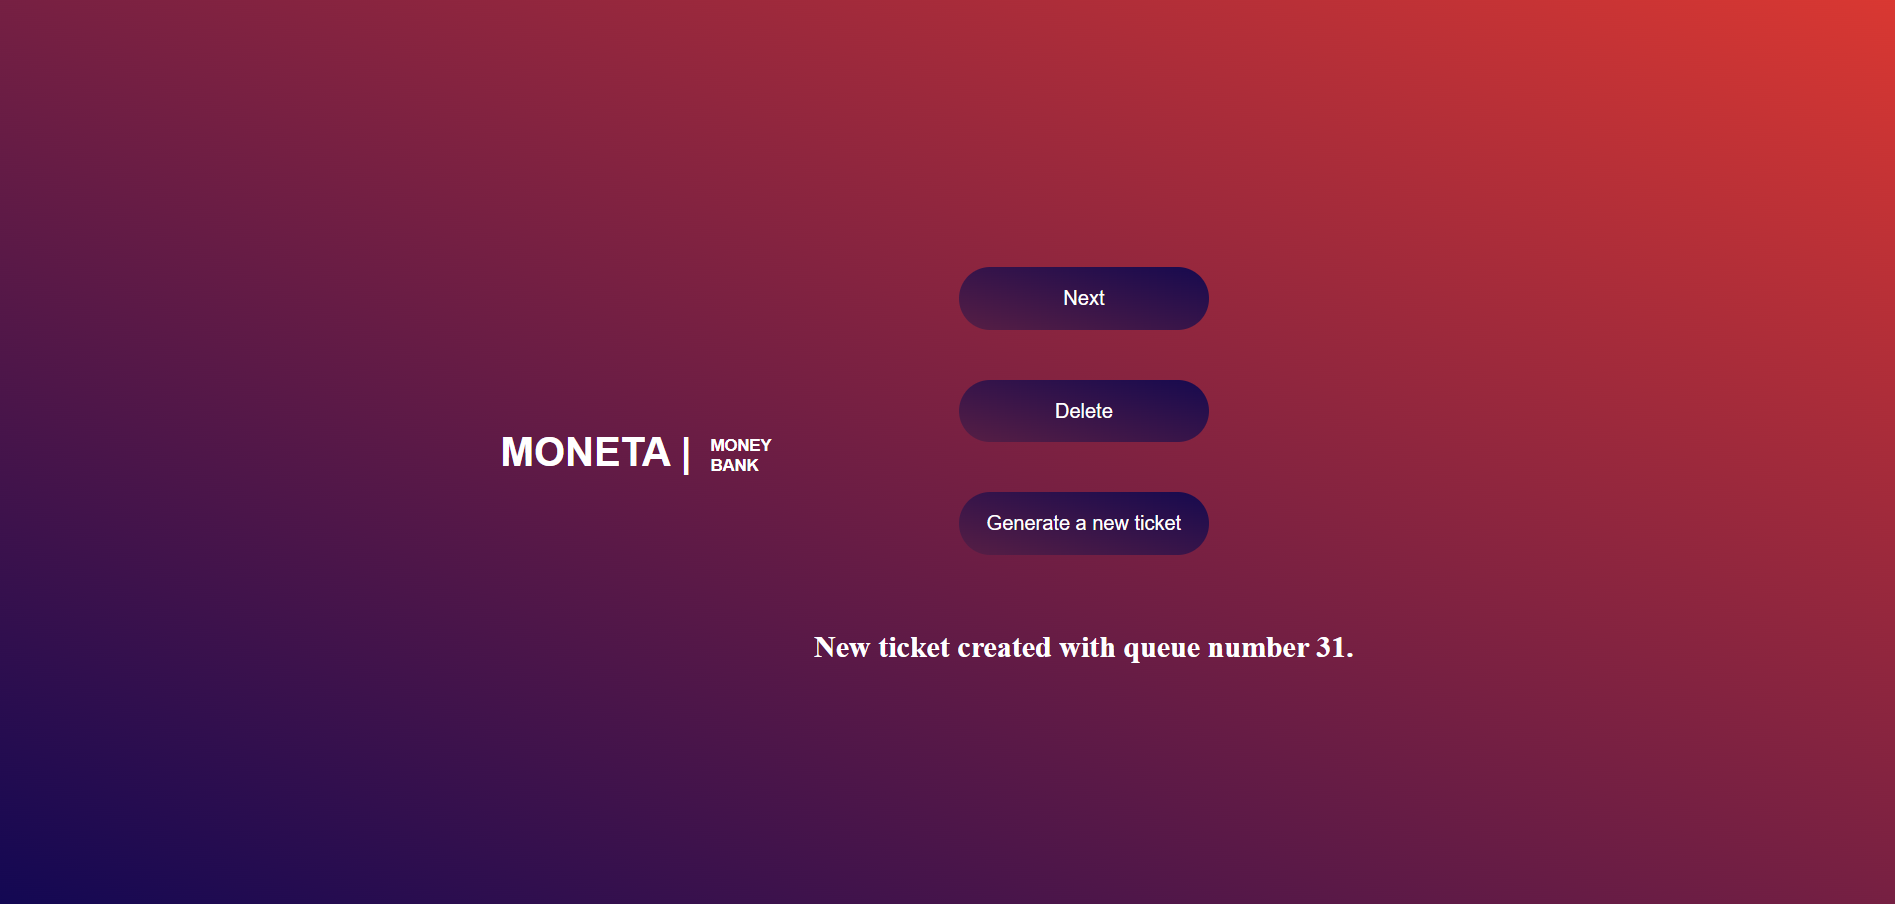 MONETA |
MONEY
BANK
Next
Delete
Generate a new ticket
New ticket created with queue number 31.